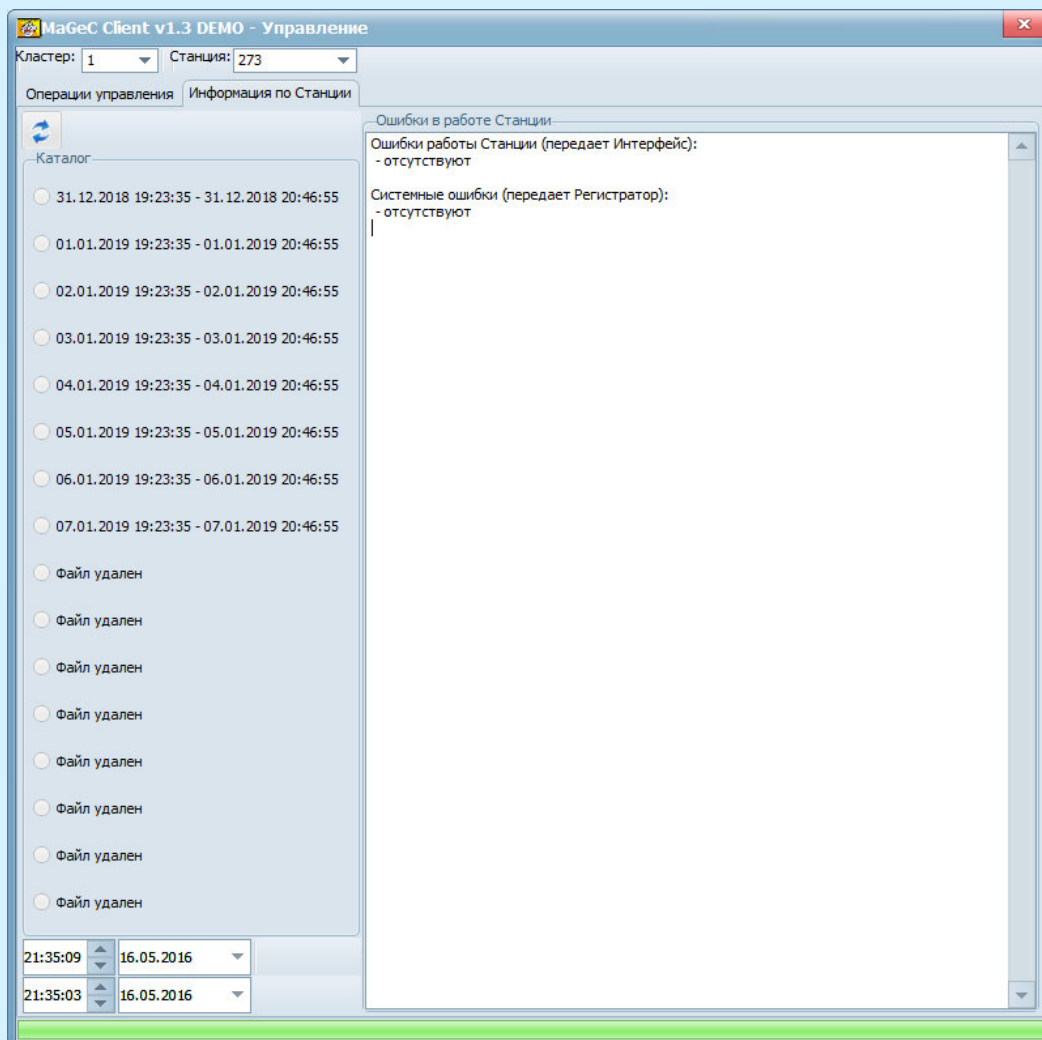 MaGeC Client v1.3 DEMO - Управление
Кластер: 1 Станция: 273
Операции управления Информация по Станции
Каталог
31.12.2018 19:23:35 - 31.12.2018 20:46:55
01.01.2019 19:23:35 - 01.01.2019 20:46:55
02.01.2019 19:23:35 - 02.01.2019 20:46:55
03.01.2019 19:23:35 - 03.01.2019 20:46:55
04.01.2019 19:23:35 - 04.01.2019 20:46:55
05.01.2019 19:23:35 - 05.01.2019 20:46:55
06.01.2019 19:23:35 - 06.01.2019 20:46:55
07.01.2019 19:23:35 - 07.01.2019 20:46:55
Файл удален
Файл удален
Файл удален
Файл удален
Файл удален
Файл удален
Файл удален
Файл удален
21:35:09 16.05.2016
21:35:03 16.05.2016
Ошибки в работе Станции
Ошибки работы Станции (передает Интерфейс):
- отсутствуют
Системные ошибки (передает Регистратор):
- отсутствуют